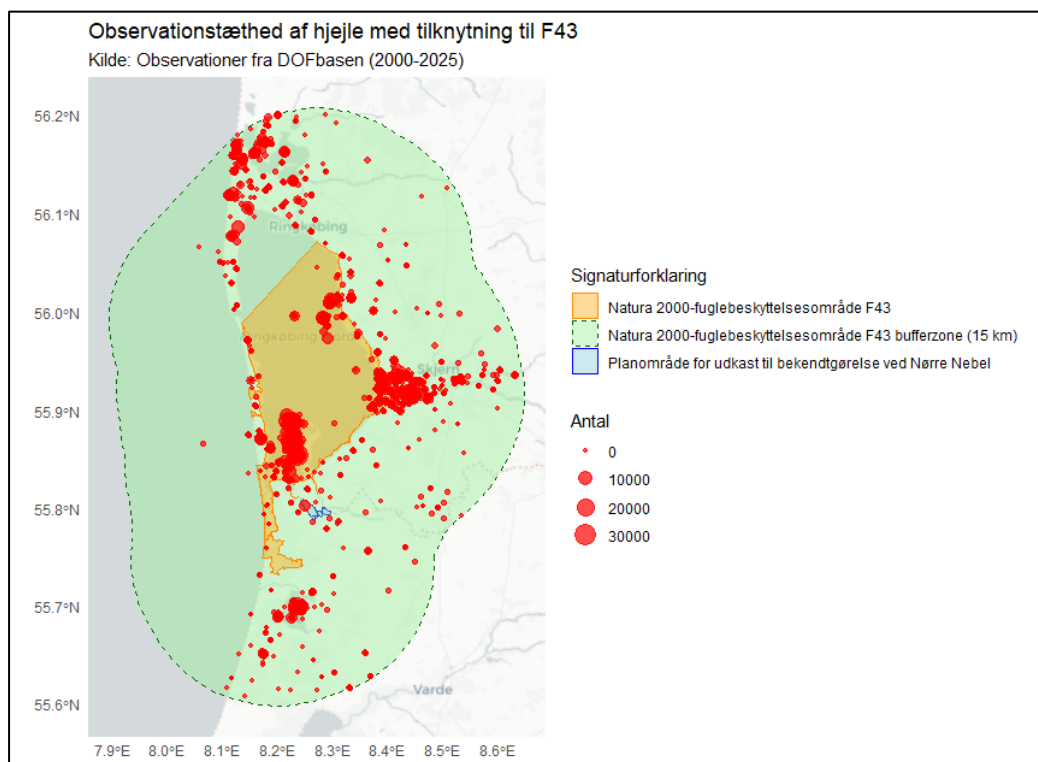 Observationstæthed af hjejle med tilknytning til F43
Kilde: Observationer fra DOFbasen (2000-2025)
56.2°N
56.1°N
56.0°N
55.9°N
55.8°N
55.7°N
55.6°N
Ringkøbing
Skjern
Varde
7.9°E 8.0°E 8.1°E 8.2°E 8.3°E 8.4°E 8.5°E 8.6°E
Signaturforklaring
Natura 2000-fuglebeskyttelsesområde F43
Natura 2000-fuglebeskyttelsesområde F43 bufferzone (15 km)
Planområde for udkast til bekendtgørelse ved Nørre Nebel
Antal
0
10000
20000
30000